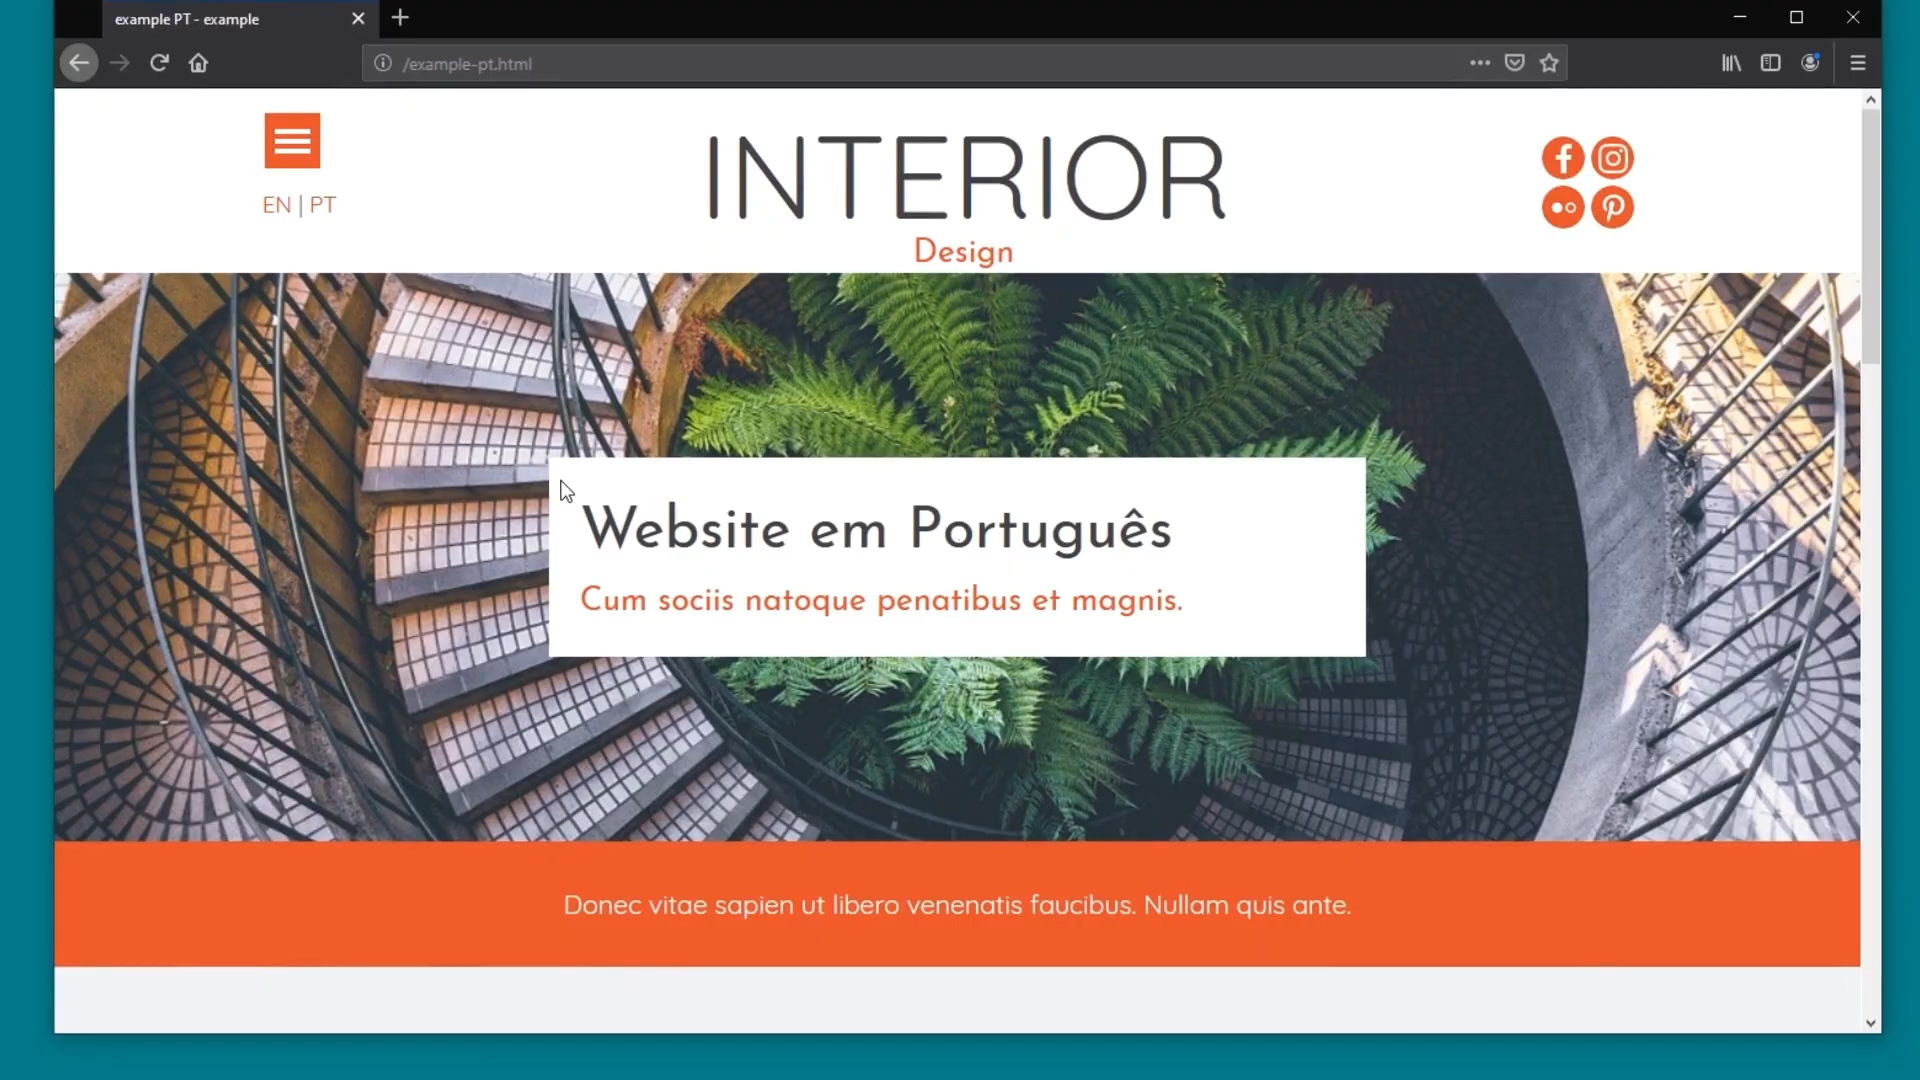 example PT - example
/example-pt.html
EN | PT
INTERIOR
Design
Website em Português
Cum sociis natoque penatibus et magnis.
Donec vitae sapien ut libero venenatis faucibus. Nullam quis ante.